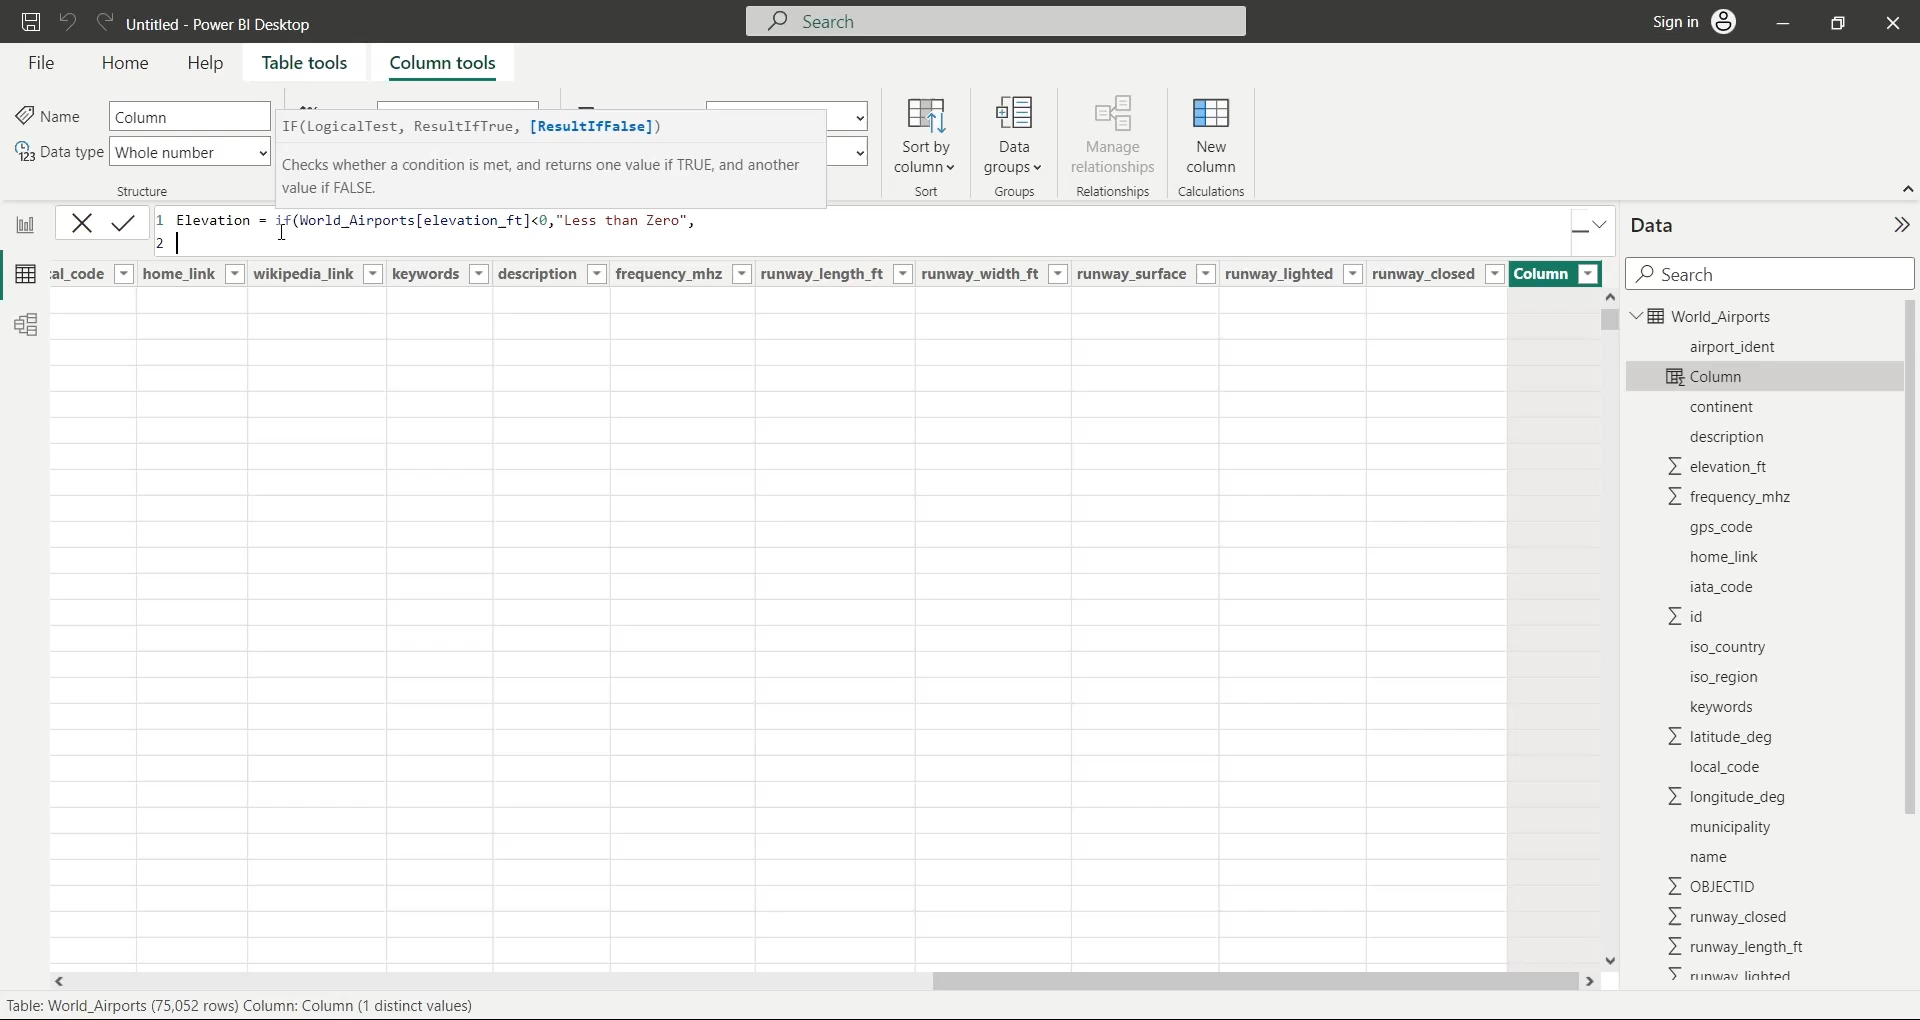 Untitled - Power BI Desktop
Search
Sign in
File
Home
Help
Table tools
Column tools
Name
Column
Data type
Whole number
Structure
IF(LogicalTest, ResultIfTrue, [ResultIfFalse])
Checks whether a condition is met, and returns one value if TRUE, and another
value if FALSE.
Sort by
column
Sort
Data
groups
Groups
Manage
relationships
Relationships
New
column
Calculations
1 Elevation = if(World_Airports[elevation_ft]<0,"Less than Zero",
2
cal_code
home_link
wikipedia_link
keywords
description
frequency_mhz
runway_length_ft
runway_width_ft
runway_surface
runway_lighted
runway_closed
Column
Data
Search
World_Airports
airport_ident
Column
continent
description
elevation_ft
frequency_mhz
gps_code
home_link
iata_code
id
iso_country
iso_region
keywords
latitude_deg
local_code
longitude_deg
municipality
name
OBJECTID
runway_closed
runway_length_ft
runway_lighted
Table: World_Airports (75,052 rows) Column: Column (1 distinct values)